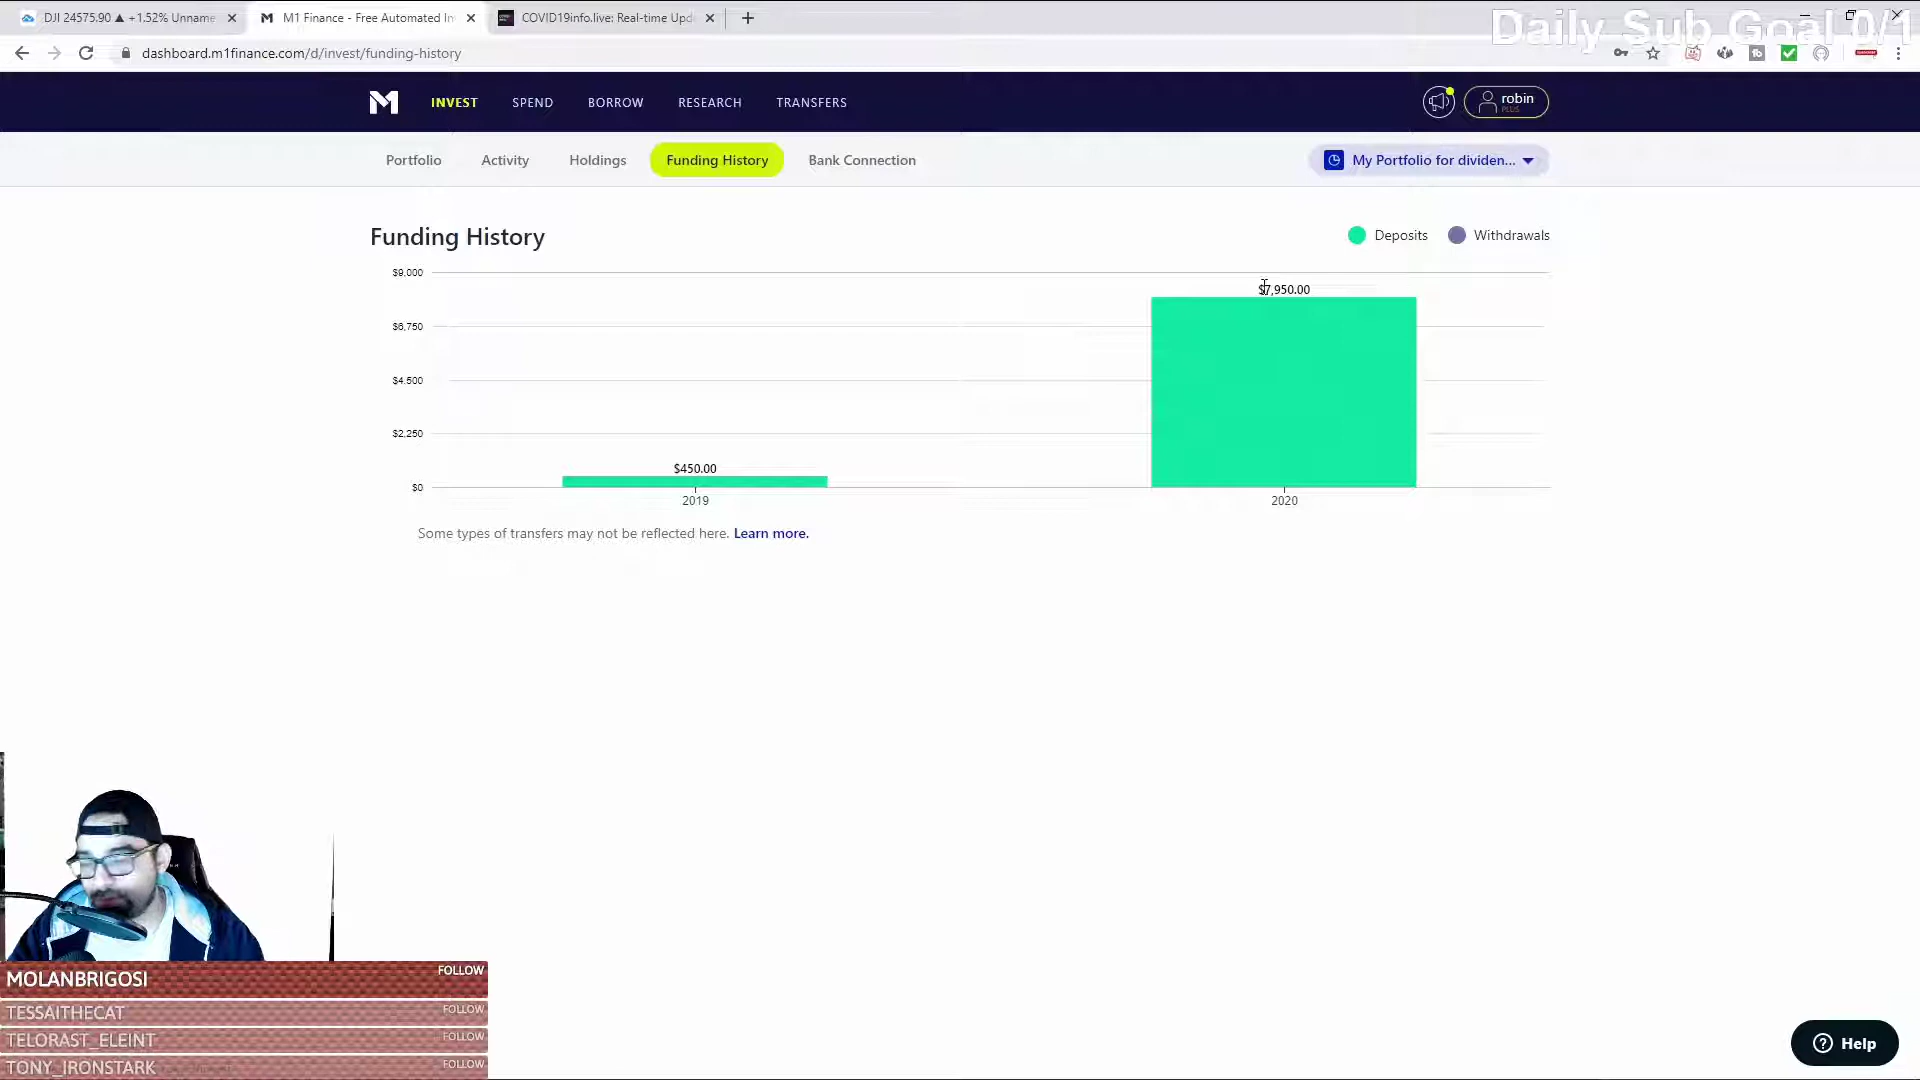 DJI 24575.90 ▲ +1.52% Unname
M1 Finance - Free Automated In
COVID19info.live: Real-time Upd
Daily Sub Goal 0/1
dashboard.m1finance.com/d/invest/funding-history
M1
INVEST
SPEND
BORROW
RESEARCH
TRANSFERS
robin
PLUS
Portfolio
Activity
Holdings
Funding History
Bank Connection
My Portfolio for dividen...
Funding History
Deposits
Withdrawals
$9,000
$7,950.00
$6,750
$4,500
$2,250
$450.00
$0
2019
2020
Some types of transfers may not be reflected here. Learn more.
MOLANBRIGOSI FOLLOW
TESSAITHECAT FOLLOW
TELORAST_ELEINT FOLLOW
TONY_IRONSTARK FOLLOW
Help